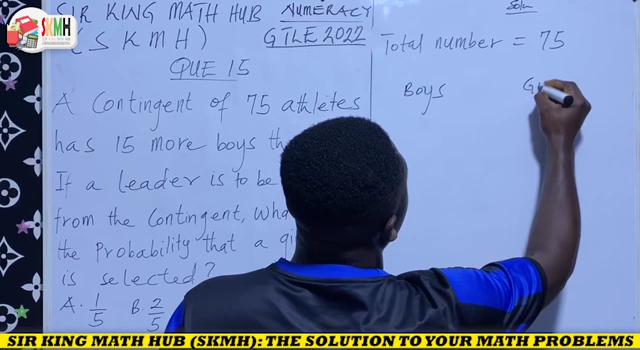 SIR KING MATH HUB
(SKMH)
NUMERACY
GTLE 2022
QUE 15
A Contingent of 75 athletes
has 15 more boys
If a leader is to be
from the Contingent, Wha
the Probability that a gi
is selected?
A. 1/5 B. 2/5
Soln
Total number = 75
Boys G
SKMH
SIR KING MATH HUB (SKMH): THE SOLUTION TO YOUR MATH PROBLEMS